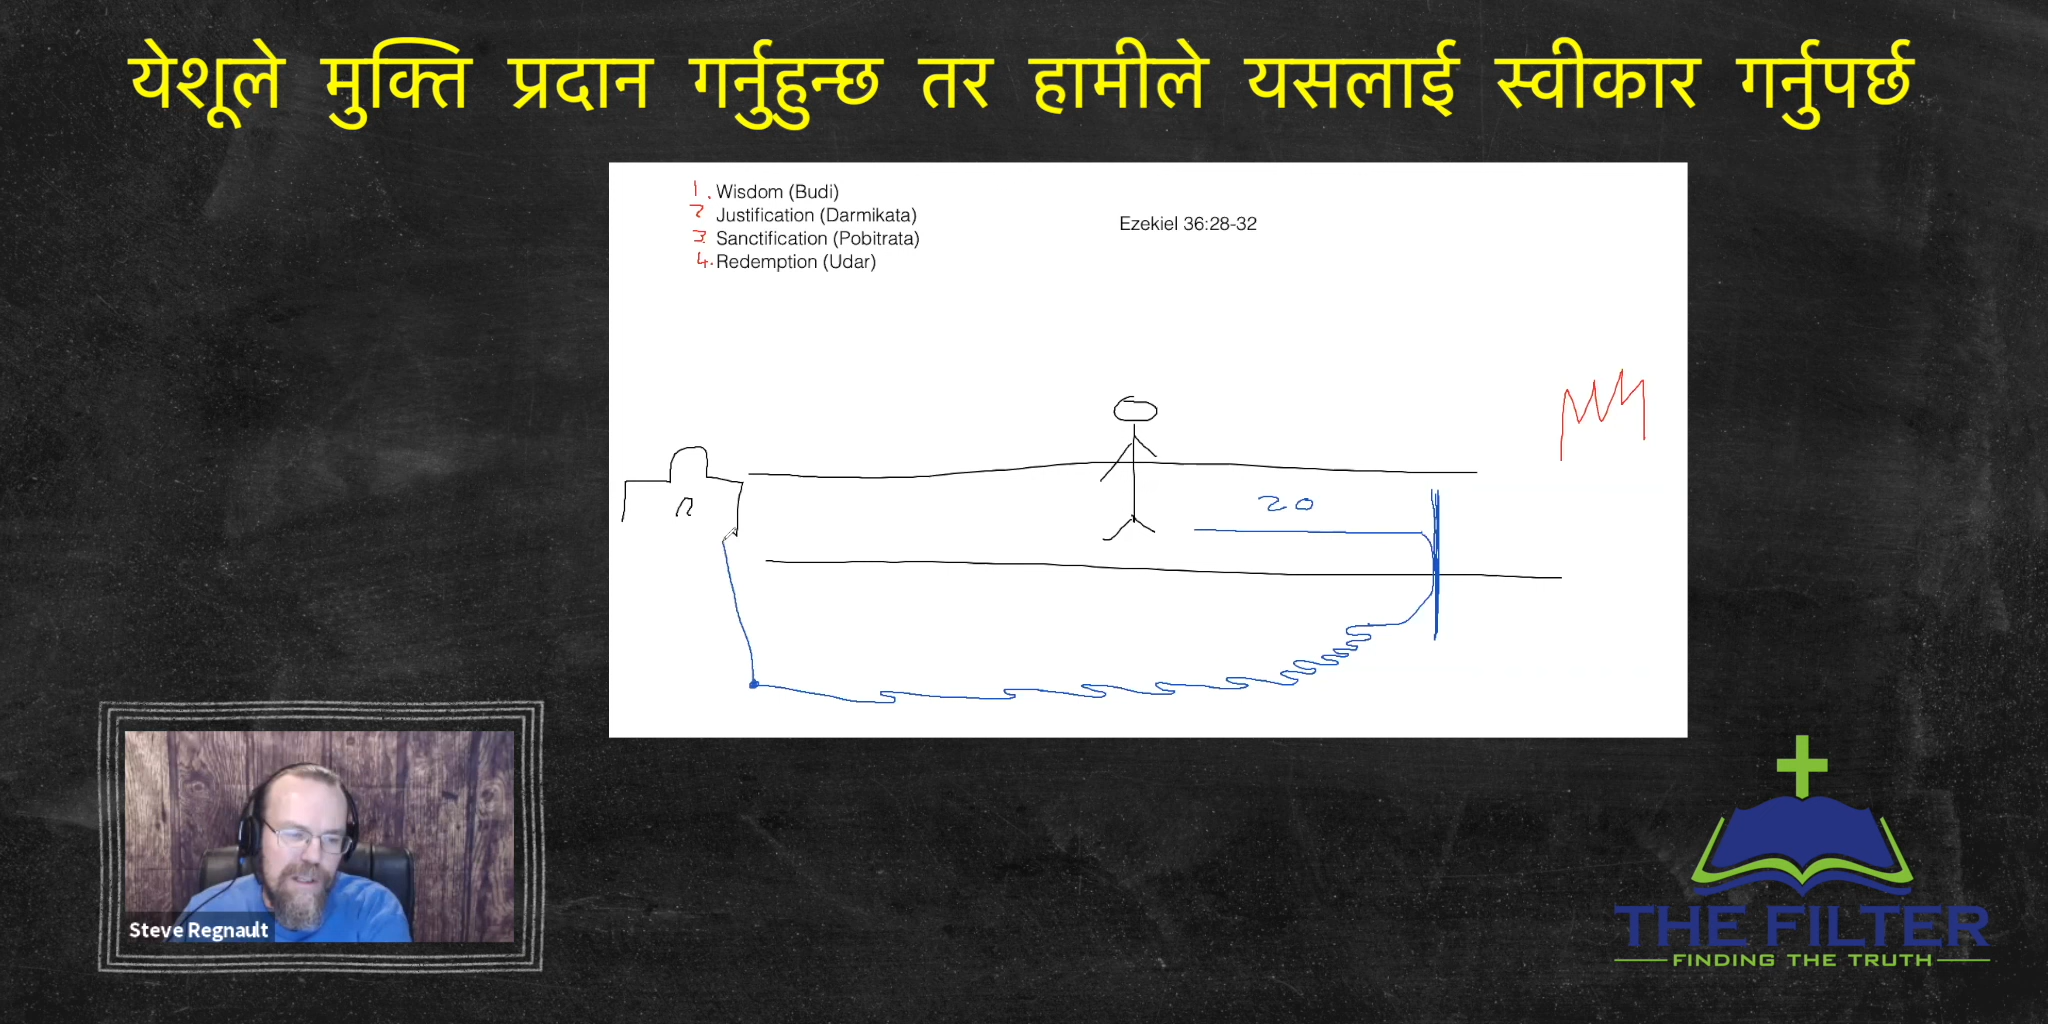 येशूले मुक्ति प्रदान गर्नुहुन्छ तर हामीले यसलाई स्वीकार गर्नुपर्छ
1. Wisdom (Budi)
2 Justification (Darmikata)
3. Sanctification (Pobitrata)
4. Redemption (Udar)
Ezekiel 36:28-32
20
Steve Regnault
THE FILTER
FINDING THE TRUTH